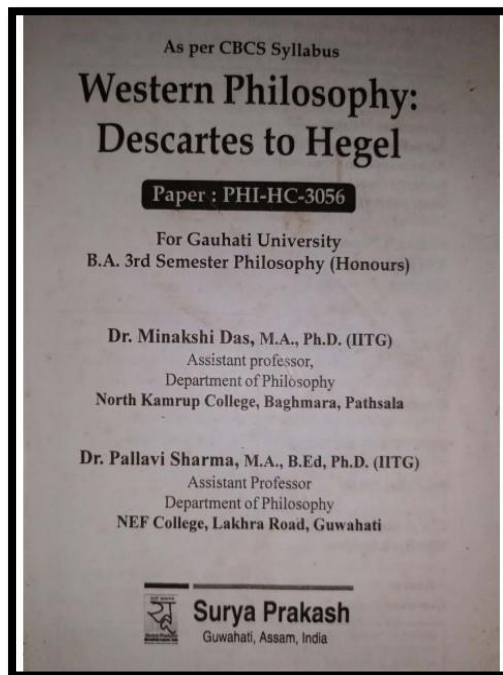 As per CBCS Syllabus
Western Philosophy:
Descartes to Hegel
Paper : PHI-HC-3056
For Gauhati University
B.A. 3rd Semester Philosophy (Honours)
Dr. Minakshi Das, M.A., Ph.D. (IITG)
Assistant professor,
Department of Philosophy
North Kamrup College, Baghmara, Pathsala
Dr. Pallavi Sharma, M.A., B.Ed, Ph.D. (IITG)
Assistant Professor
Department of Philosophy
NEF College, Lakhra Road, Guwahati
Surya Prakash
Guwahati, Assam, India